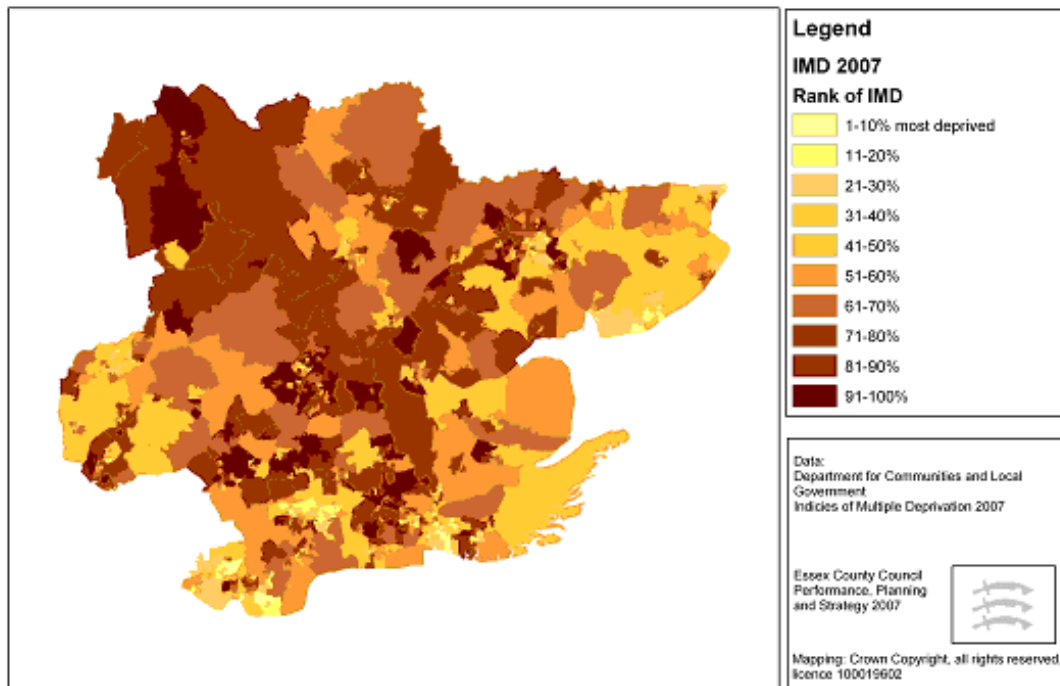 Legend
IMD 2007
Rank of IMD
1-10% most deprived
11-20%
21-30%
31-40%
41-50%
51-60%
61-70%
71-80%
81-90%
91-100%
Data:
Department for Communities and Local
Government
Indicies of Multiple Deprivation 2007
Essex County Council
Performance, Planning
and Strategy 2007
Mapping: Crown Copyright, all rights reserved,
licence 100019602